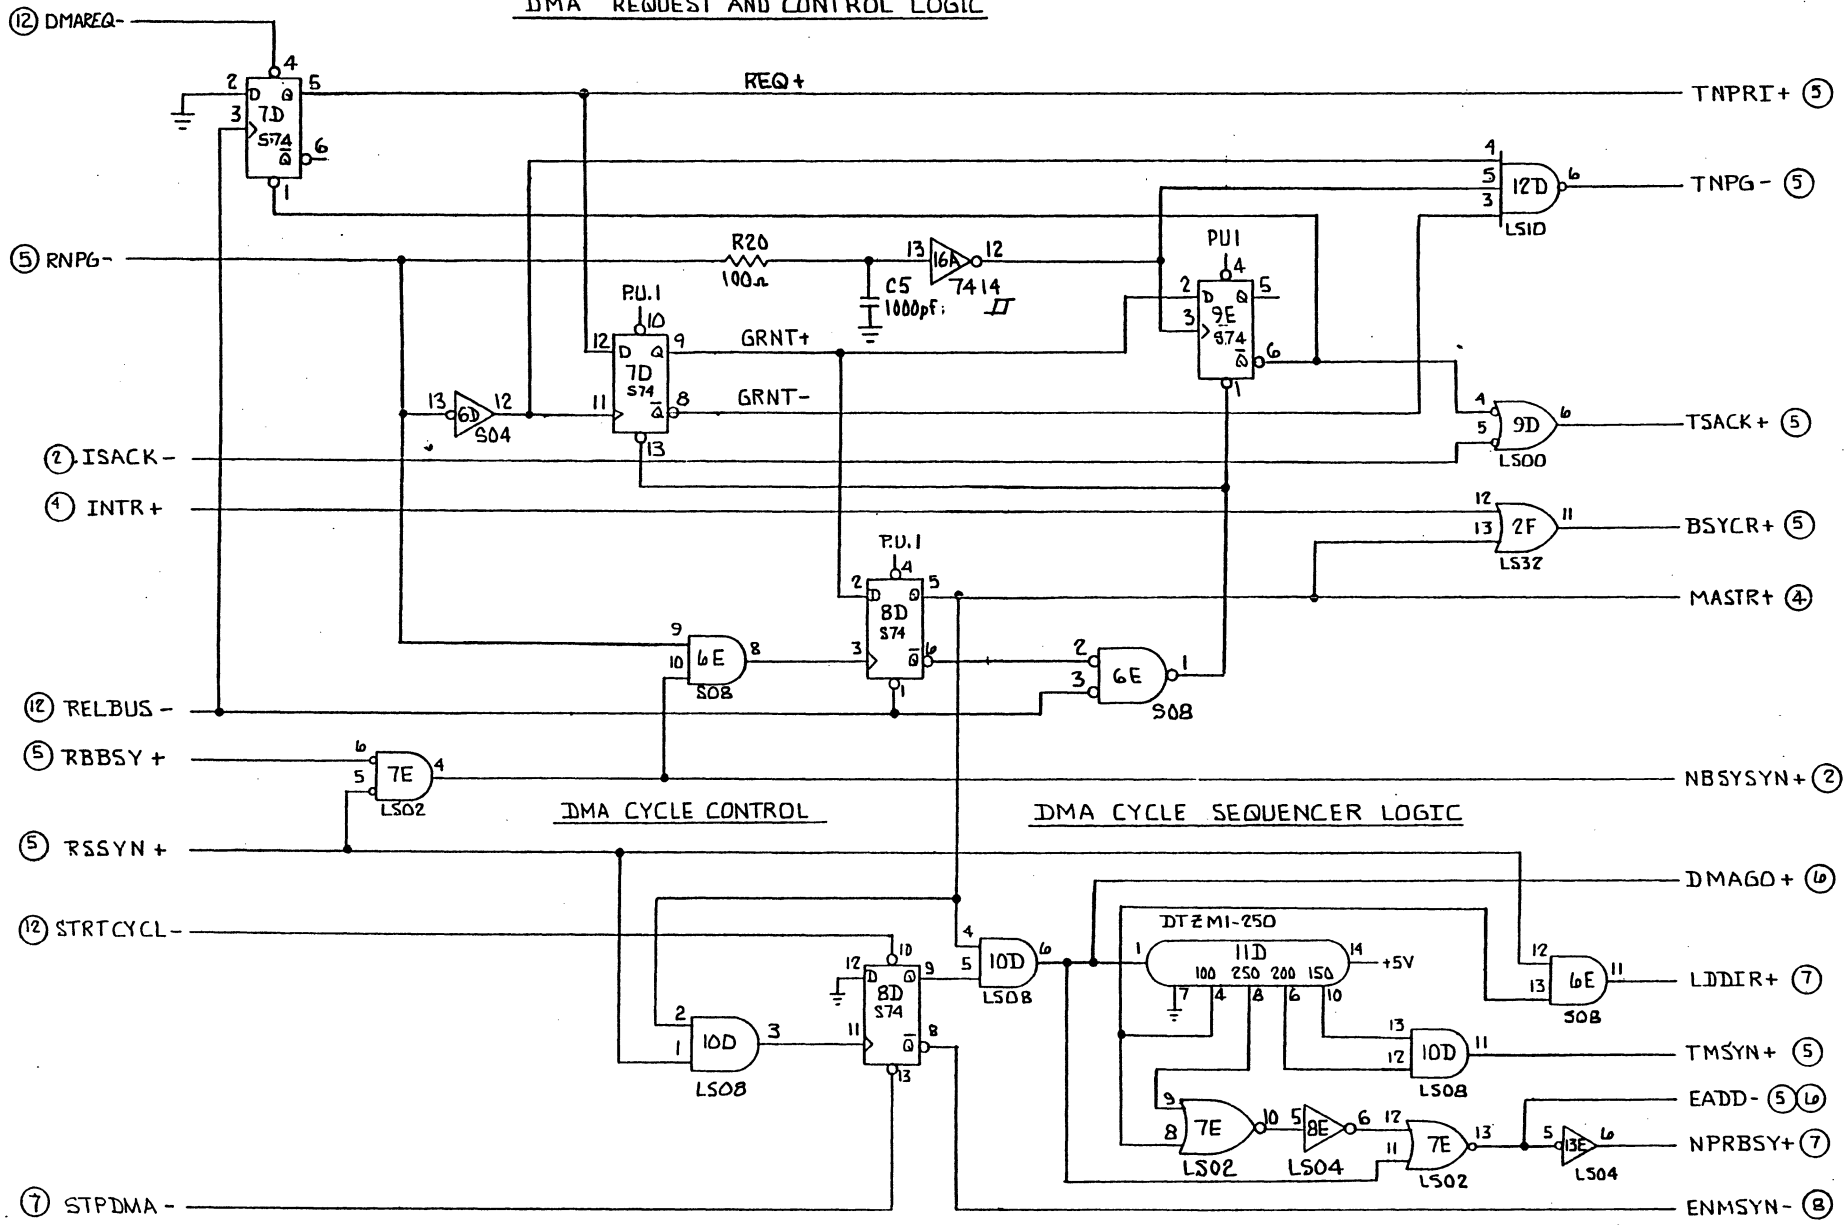 DMA REQUEST AND CONTROL LOGIC
12 DMAREQ-
4
2 D Q 5
7D
3
S74
Q 6
1
REQ+
TNPRI+ 5
4
5 12D 6
3
LS10
TNPG- 5
5 RNPG-
R20
100Ω
C5
1000pf
13 16A 12
7414
PU1
4
2 D Q 5
9E
3 S74
Q 6
1
P.U.1
10
12 D Q 9
7D
S74
11 Q 8
13
GRNT+
GRNT-
13 6D 12
S04
4
5 9D 6
LS00
TSACK+ 5
2 ISACK-
4 INTR+
12
13 2F 11
LS32
BSYCR+ 5
P.U.1
4
2 D Q 5
8D
S74
3 Q 6
1
MASTR+ 4
9
10 6E 8
S08
2
3 6E 1
S08
12 RELBUS-
5 RBBSY+
6
5 7E 4
LS02
NBSYSYN+ 2
DMA CYCLE CONTROL
DMA CYCLE SEQUENCER LOGIC
5 RSSYN+
DMAGO+ 6
12 STRTCYCL-
10
12 D Q 9
8D
S74
11 Q 8
13
4
5 10D 6
LS08
DTZM1-250
1 11D 14 +5V
100 250 200 150
7 4 8 6 10
12
13 6E 11
S08
LDDIR+ 7
2
1 10D 3
LS08
13
12 10D 11
LS08
TMSYN+ 5
EADD- 5 6
9
8 7E 10
LS02
5 8E 6
LS04
12
11 7E 13
LS02
5 13E 6
LS04
NPRBSY+ 7
7 STPDMA-
ENMSYN- 8